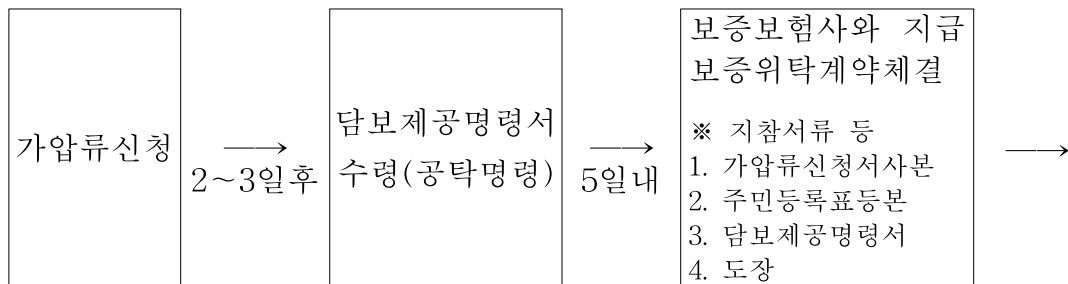 가압류신청
⟶
2~3일후
담보제공명령서
수령(공탁명령)
⟶
5일내
보증보험사와 지급
보증위탁계약체결
※ 지참서류 등
1. 가압류신청서사본
2. 주민등록표등본
3. 담보제공명령서
4. 도장
⟶